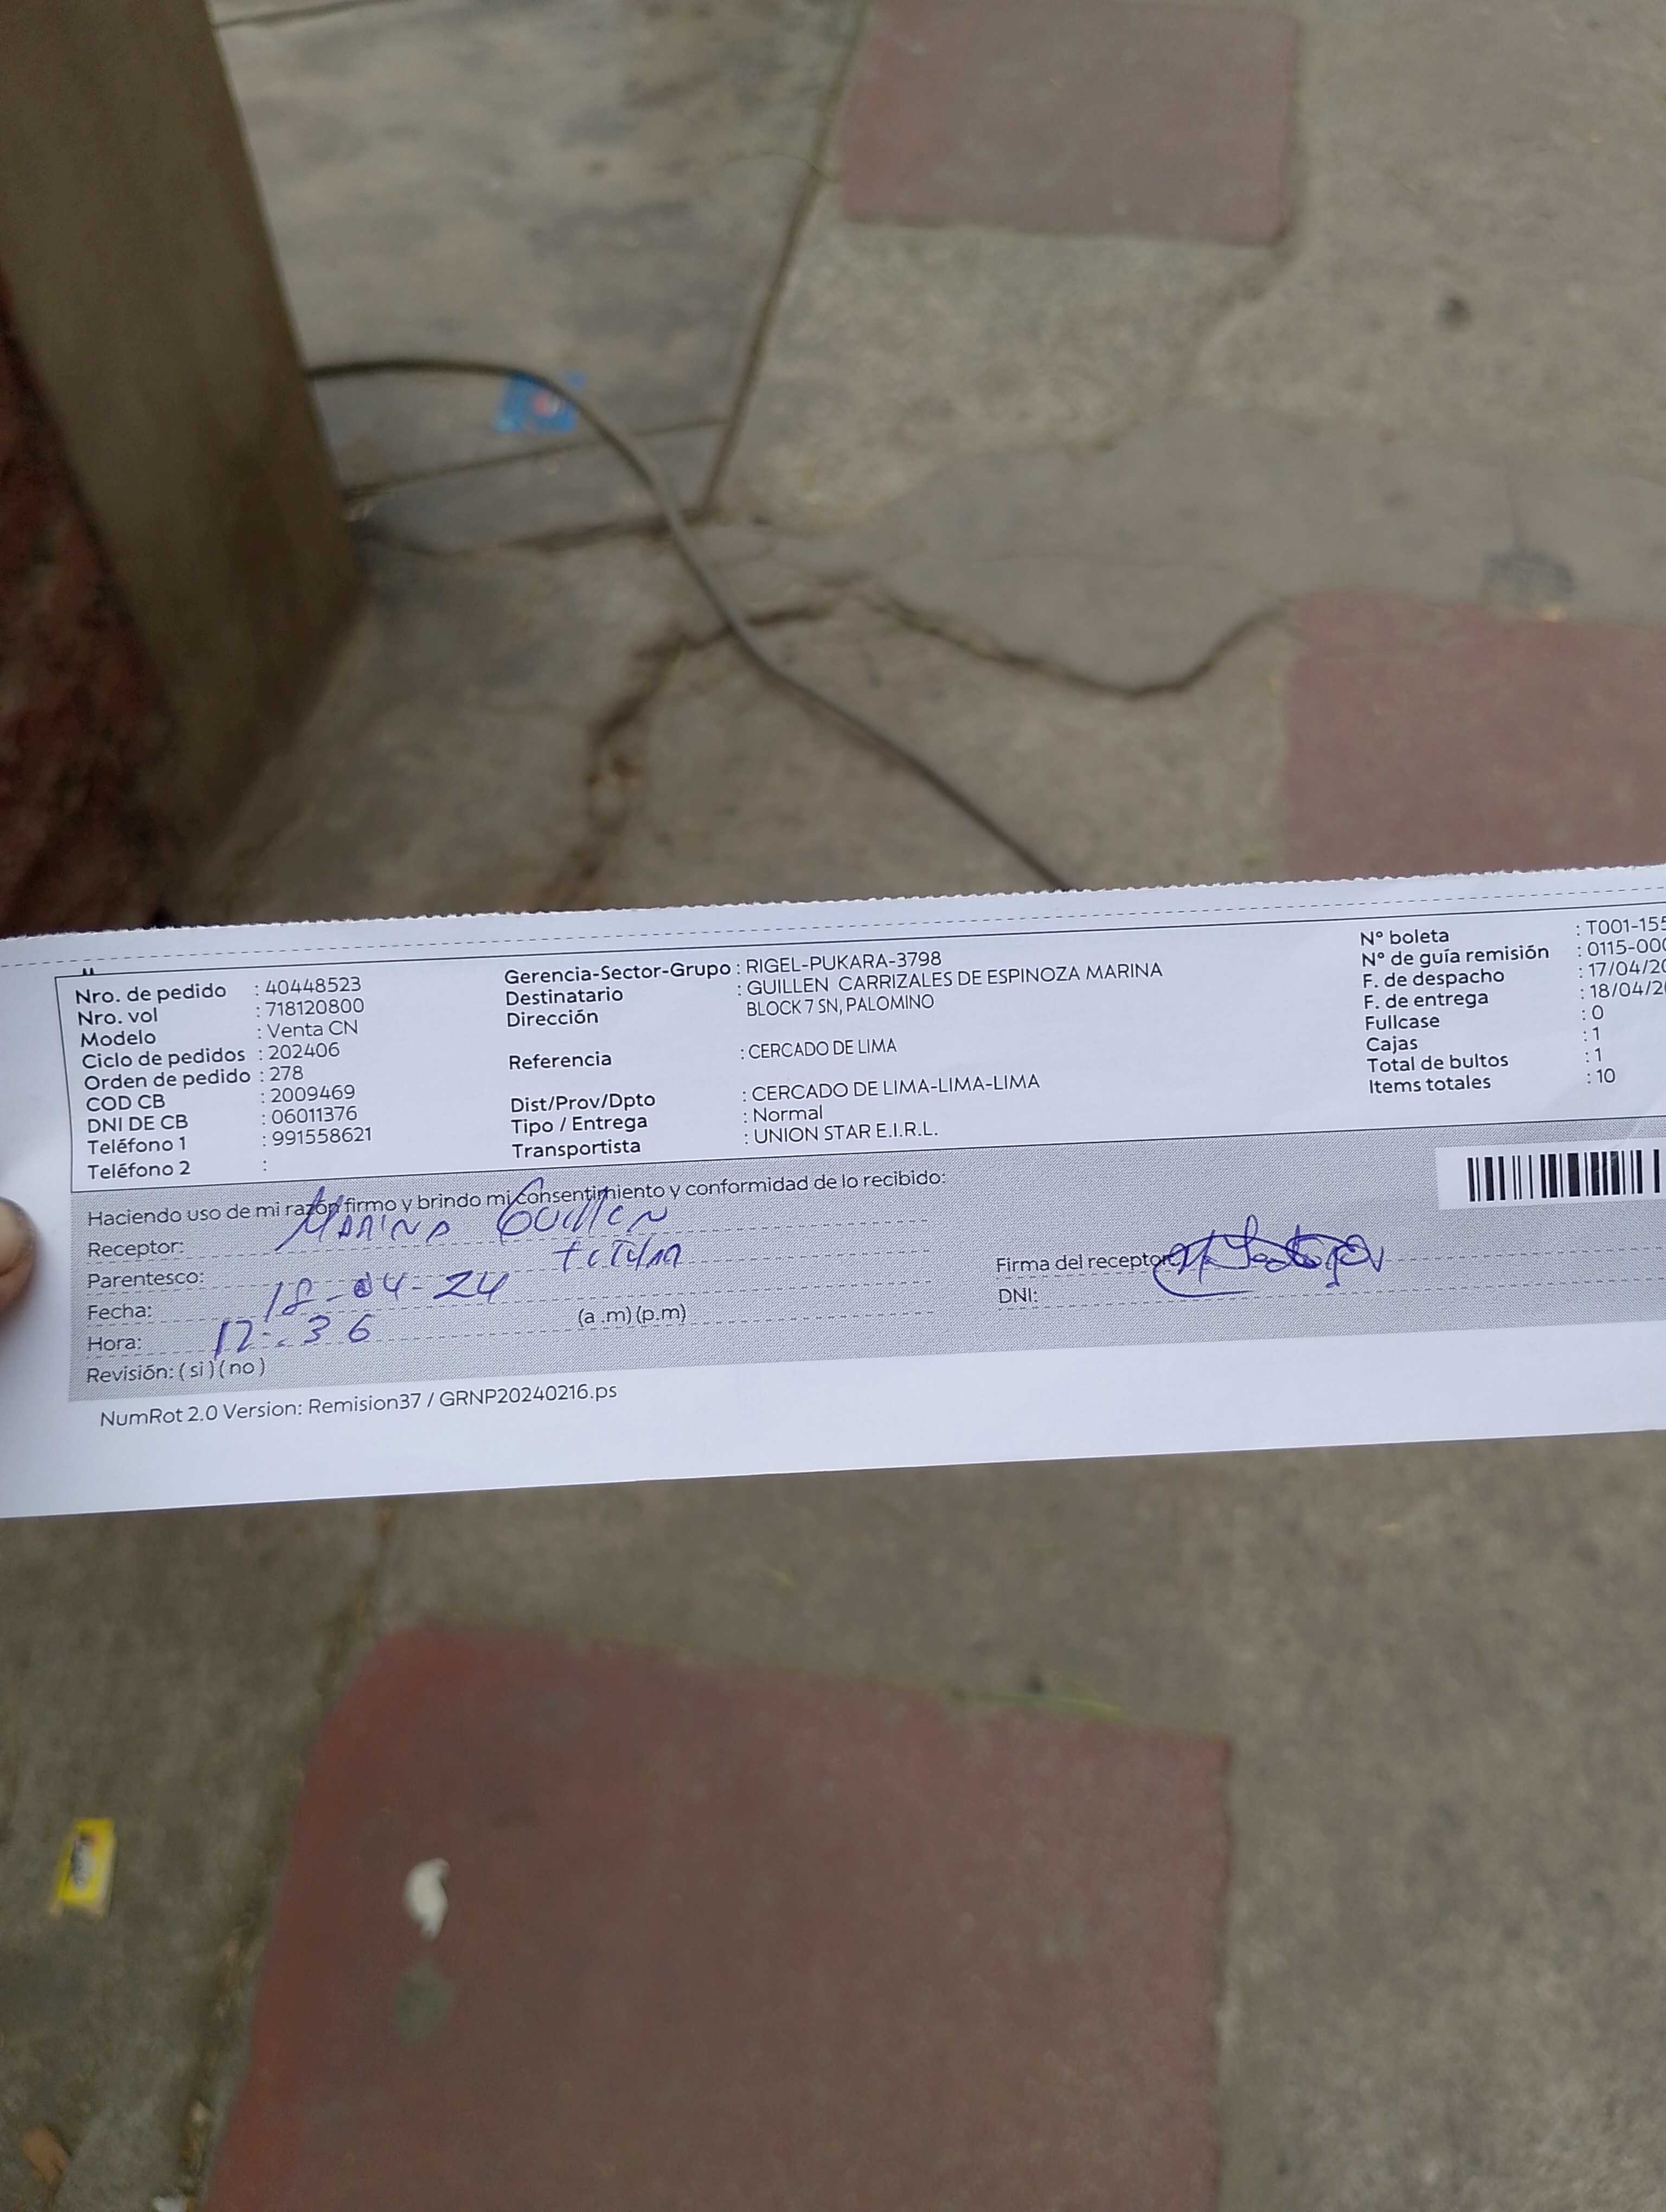 Nro. de pedido : 40448523
Nro. vol : 718120800
Modelo : Venta CN
Ciclo de pedidos : 202406
Orden de pedido : 278
COD CB : 2009469
DNI DE CB : 06011376
Teléfono 1 : 991558621
Teléfono 2 :
Gerencia-Sector-Grupo : RIGEL-PUKARA-3798
Destinatario : GUILLEN CARRIZALES DE ESPINOZA MARINA
Dirección BLOCK 7 SN, PALOMINO
Referencia : CERCADO DE LIMA
Dist/Prov/Dpto : CERCADO DE LIMA-LIMA-LIMA
Tipo / Entrega : Normal
Transportista : UNION STAR E.I.R.L.
N° boleta : T001-155
N° de guía remisión : 0115-000
F. de despacho : 17/04/20
F. de entrega : 18/04/20
Fullcase : 0
Cajas : 1
Total de bultos : 1
Items totales : 10
Haciendo uso de mi razón firmo y brindo mi consentimiento y conformidad de lo recibido:
Receptor: Marina Guillen
Parentesco: titular
Fecha: 18-04-24
Hora: 12:36 (a .m) (p.m)
Revisión: ( si ) ( no )
Firma del receptor
DNI:
NumRot 2.0 Version: Remision37 / GRNP20240216.ps